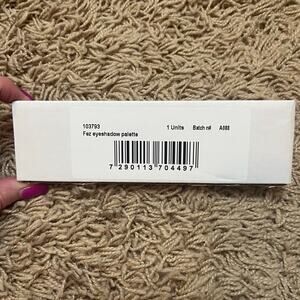 103793 1 Units Batch n# A888
Fez eyeshadow palette
7 290113 704497